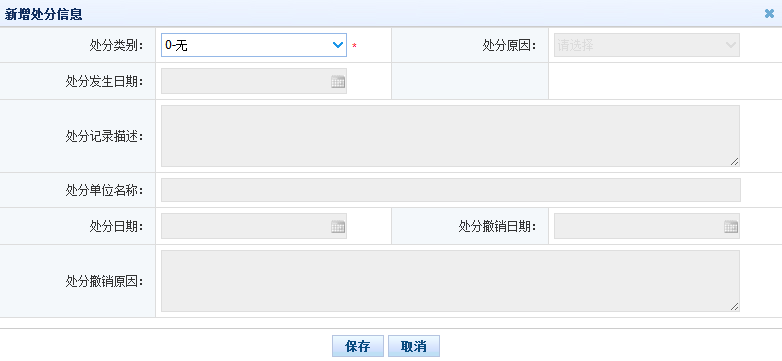 新增处分信息
处分类别： 0-无 * 处分原因： 请选择
处分发生日期：
处分记录描述：
处分单位名称：
处分日期： 处分撤销日期：
处分撤销原因：
保存 取消